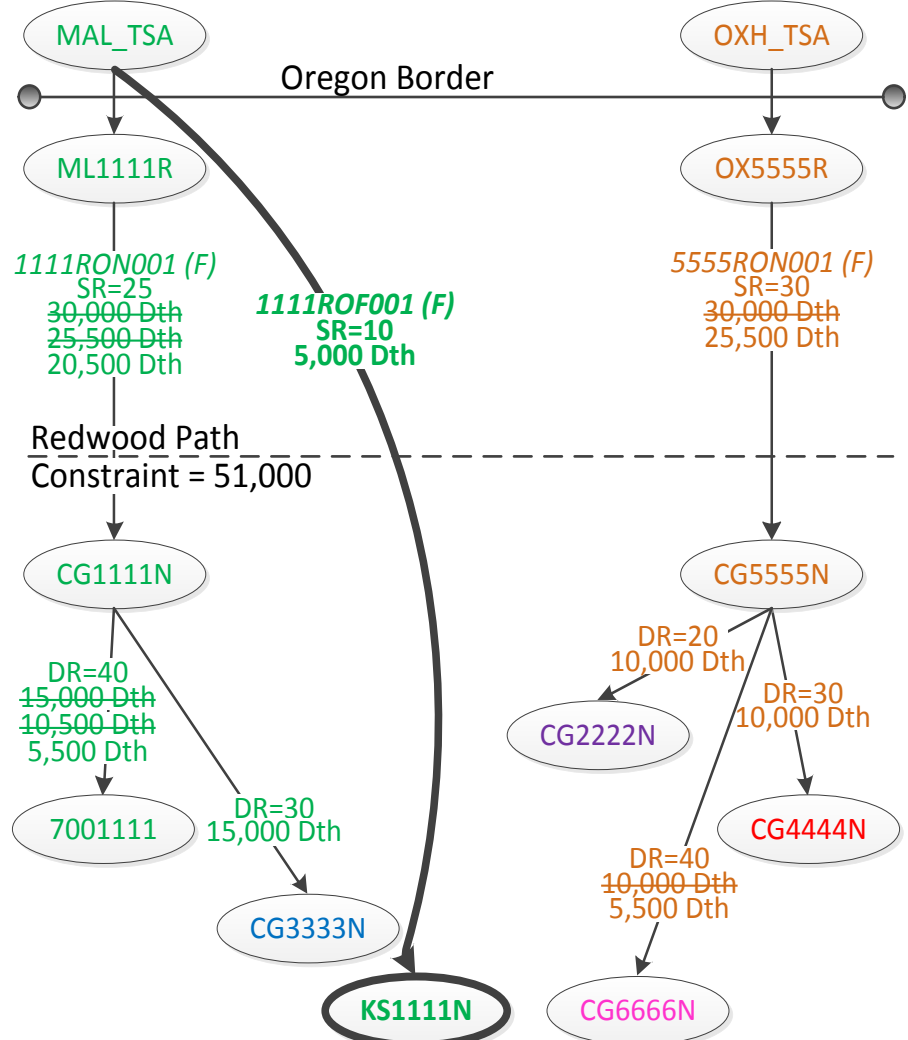 MAL_TSA
OXH_TSA
Oregon Border
ML1111R
OX5555R
1111RON001 (F)
SR=25
30,000 Dth
25,500 Dth
20,500 Dth
1111ROF001 (F)
SR=10
5,000 Dth
5555RON001 (F)
SR=30
30,000 Dth
25,500 Dth
Redwood Path
Constraint = 51,000
CG1111N
CG5555N
DR=40
15,000 Dth
10,500 Dth
5,500 Dth
DR=20
10,000 Dth
DR=30
10,000 Dth
CG2222N
7001111
DR=30
15,000 Dth
CG4444N
DR=40
10,000 Dth
5,500 Dth
CG3333N
KS1111N
CG6666N